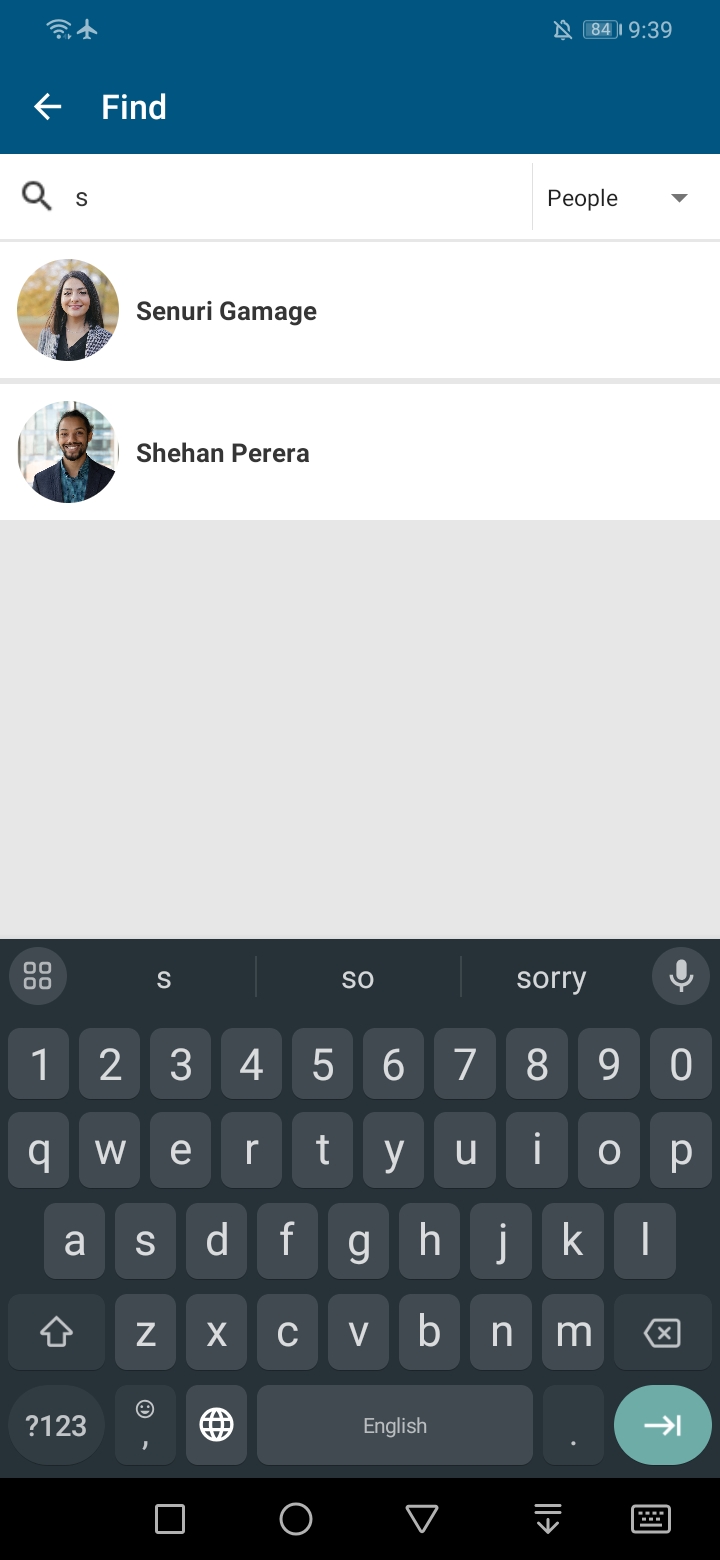 84 9:39
Find
s People
Senuri Gamage
Shehan Perera
s so sorry
1 2 3 4 5 6 7 8 9 0
q w e r t y u i o p
a s d f g h j k l
z x c v b n m
?123 , English .